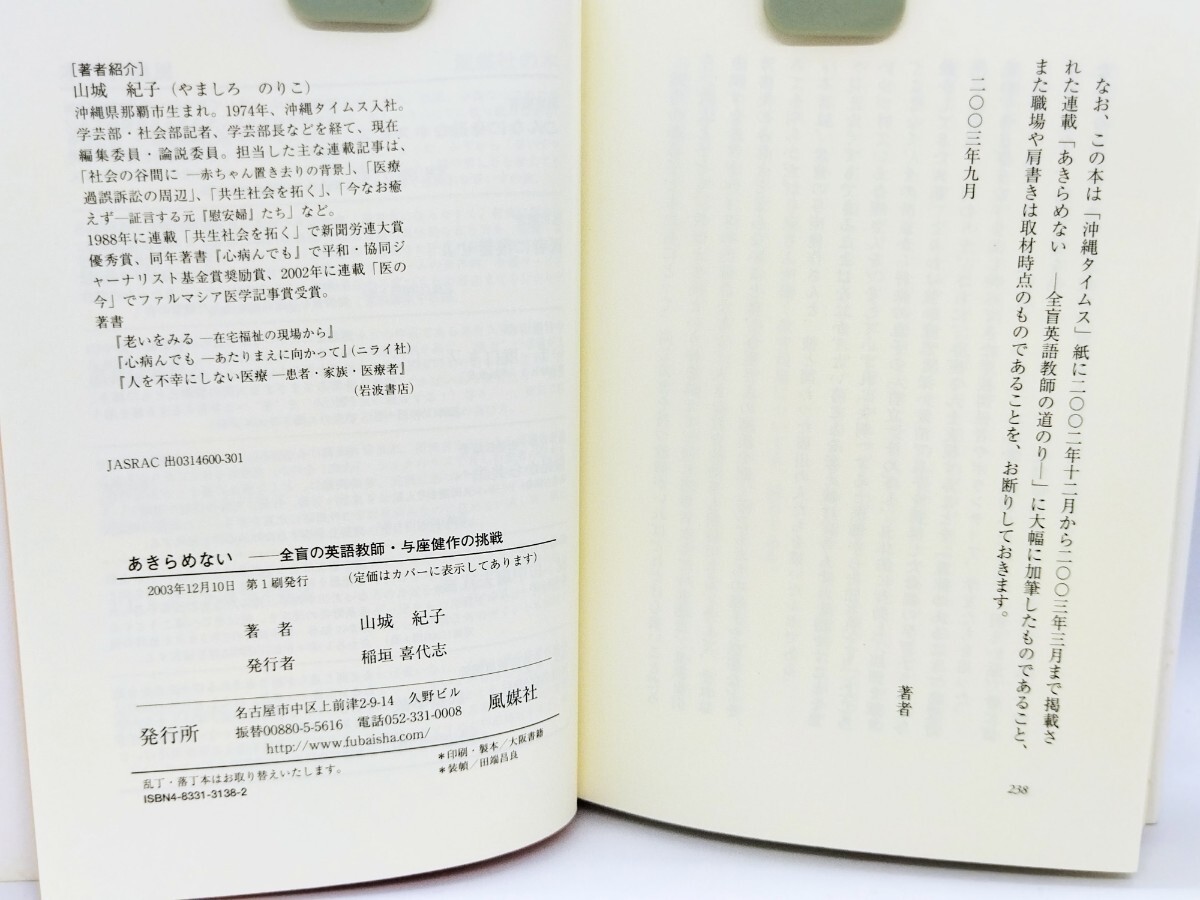 なお、この本は「沖縄タイムス」紙に二〇〇二年十二月から二〇〇三年三月まで掲載さ
れた連載「あきらめない ―全盲英語教師の道のり―」に大幅に加筆したものであること、
また職場や肩書きは取材時点のものであることを、お断りしておきます。
二〇〇三年九月
著者
238
[著者紹介]
山城 紀子（やましろ のりこ）
沖縄県那覇市生まれ。1974年、沖縄タイムス入社。
学芸部・社会部記者、学芸部長などを経て、現在
編集委員・論説委員。担当した主な連載記事は、
「社会の谷間に ―赤ちゃん置き去りの背景」、「医療
過誤訴訟の周辺」、「共生社会を拓く」、「今なお癒
えず―証言する元『慰安婦』たち」など。
1988年に連載「共生社会を拓く」で新聞労連大賞
優秀賞、同年著書『心病んでも』で平和・協同ジ
ャーナリスト基金賞奨励賞、2002年に連載「医の
今」でファルマシア医学記事賞受賞。
著書
『老いをみる ―在宅福祉の現場から』
『心病んでも ―あたりまえに向かって』（ニライ社）
『人を不幸にしない医療 ―患者・家族・医療者』
（岩波書店）
JASRAC 出0314600-301
あきらめない ――全盲の英語教師・与座健作の挑戦
2003年12月10日 第1刷発行 （定価はカバーに表示してあります）
著 者 山城 紀子
発行者 稲垣 喜代志
発行所 名古屋市中区上前津2-9-14 久野ビル 風媒社
振替00880-5-5616 電話052-331-0008
http://www.fubaisha.com/
乱丁・落丁本はお取り替えいたします。 ＊印刷・製本／大阪書籍
ISBN4-8331-3138-2 ＊装幀／田端昌良